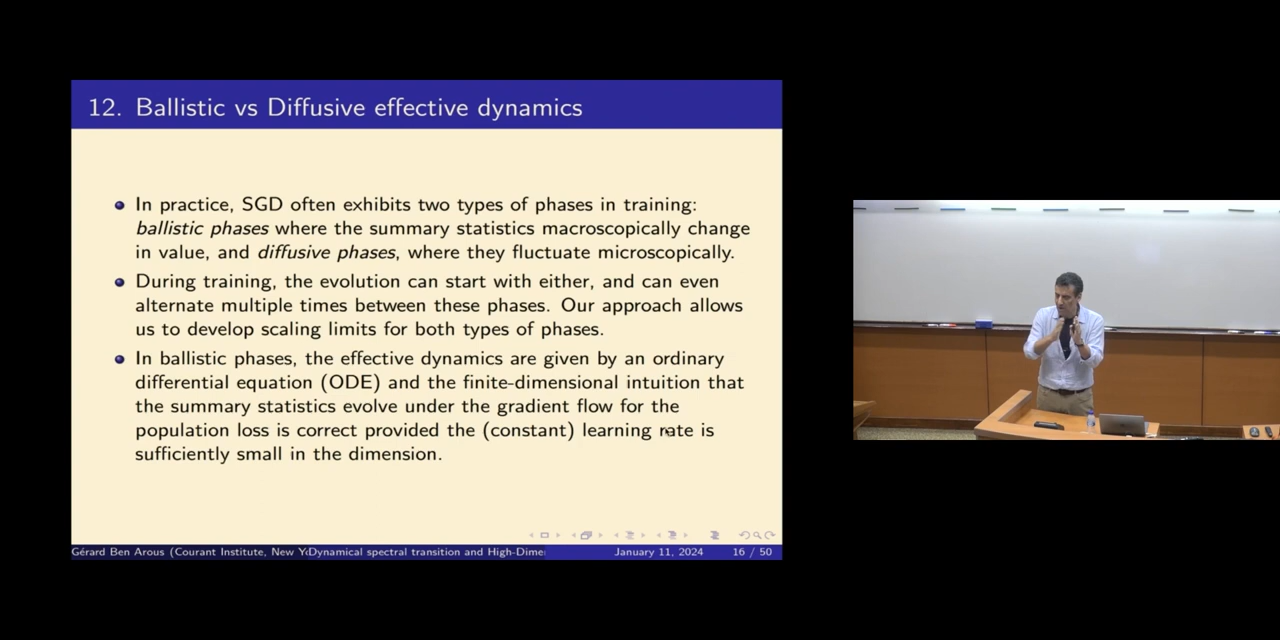 12. Ballistic vs Diffusive effective dynamics
In practice, SGD often exhibits two types of phases in training:
ballistic phases where the summary statistics macroscopically change
in value, and diffusive phases, where they fluctuate microscopically.
During training, the evolution can start with either, and can even
alternate multiple times between these phases. Our approach allows
us to develop scaling limits for both types of phases.
In ballistic phases, the effective dynamics are given by an ordinary
differential equation (ODE) and the finite-dimensional intuition that
the summary statistics evolve under the gradient flow for the
population loss is correct provided the (constant) learning rate is
sufficiently small in the dimension.
Gérard Ben Arous (Courant Institute, New Yo Dynamical spectral transition and High-Dime January 11, 2024 16 / 50